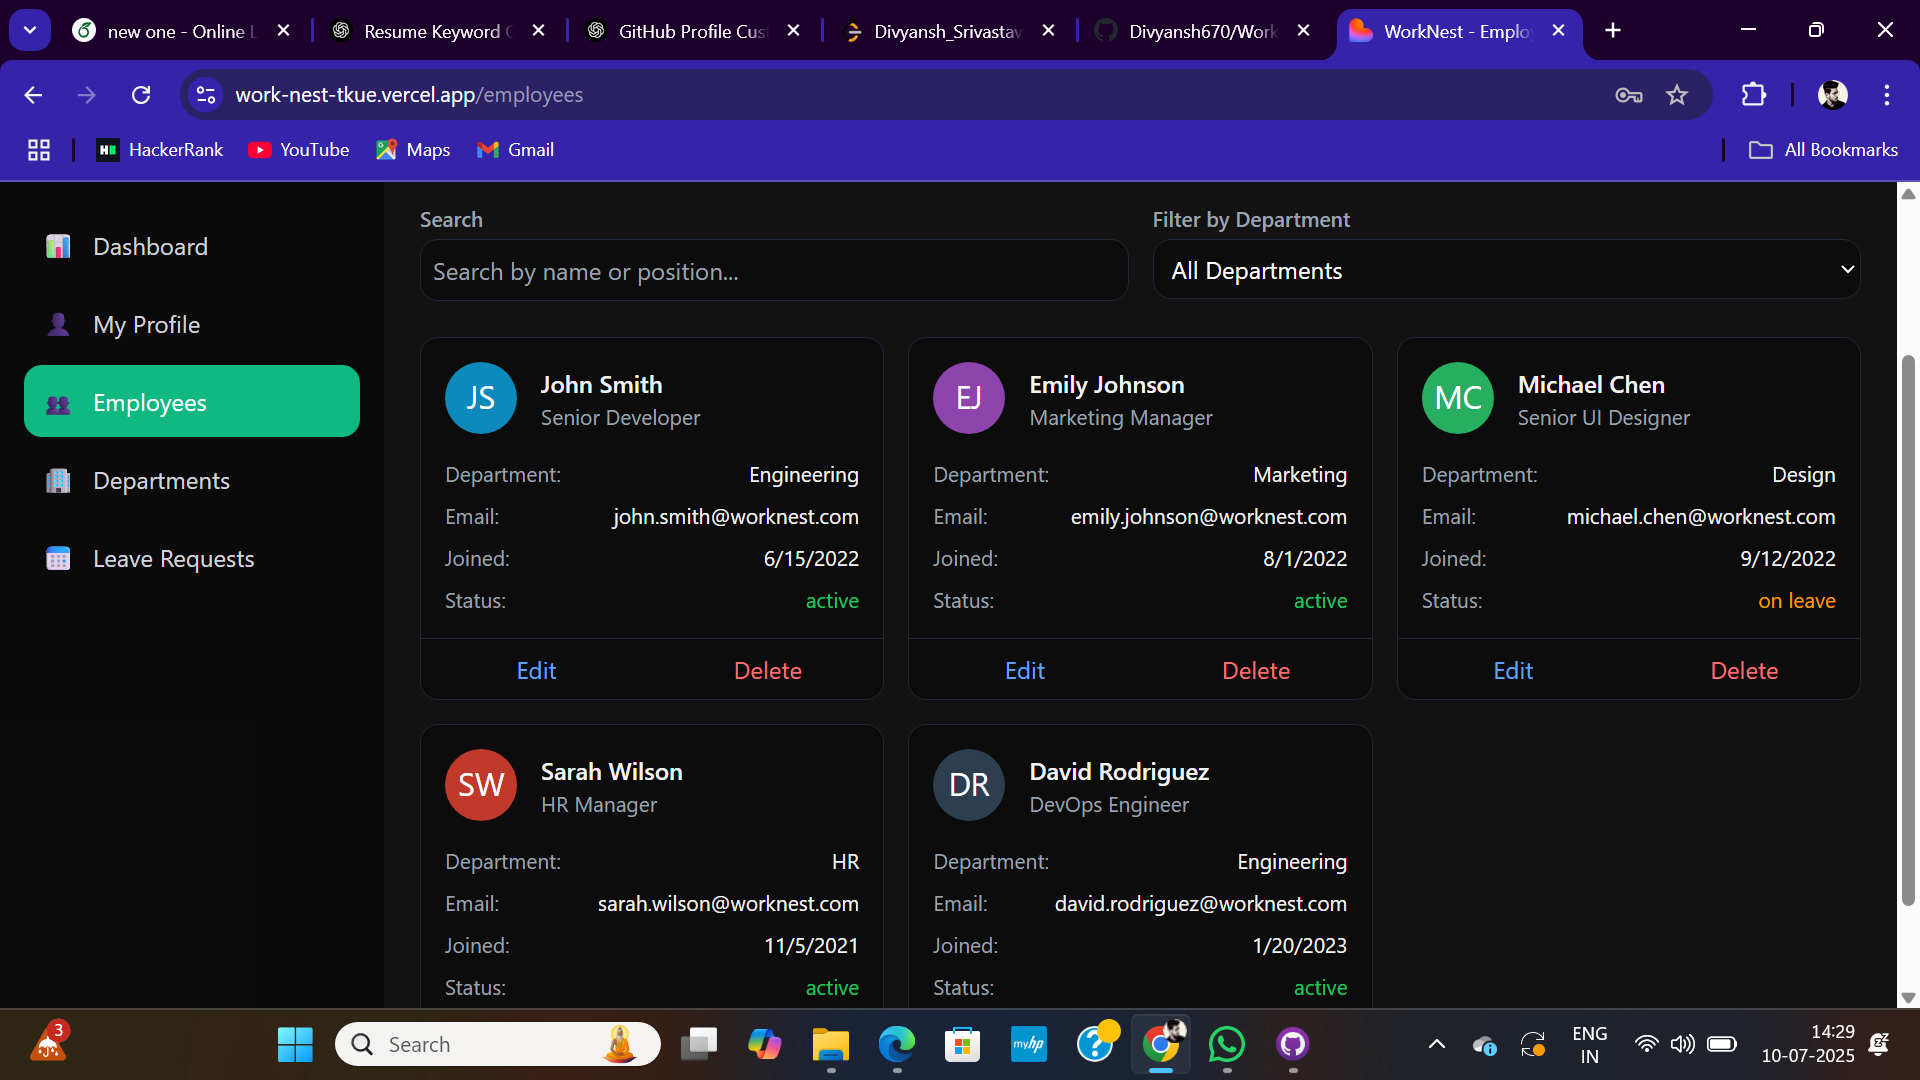 new one - Online L
Resume Keyword C
GitHub Profile Cus
Divyansh_Srivastav
Divyansh670/Work
WorkNest - Emplo
work-nest-tkue.vercel.app/employees
HackerRank
YouTube
Maps
Gmail
All Bookmarks
Dashboard
My Profile
Employees
Departments
Leave Requests
Search
Search by name or position...
Filter by Department
All Departments
JS
John Smith
Senior Developer
Department: Engineering
Email: john.smith@worknest.com
Joined: 6/15/2022
Status: active
Edit Delete
EJ
Emily Johnson
Marketing Manager
Department: Marketing
Email: emily.johnson@worknest.com
Joined: 8/1/2022
Status: active
Edit Delete
MC
Michael Chen
Senior UI Designer
Department: Design
Email: michael.chen@worknest.com
Joined: 9/12/2022
Status: on leave
Edit Delete
SW
Sarah Wilson
HR Manager
Department: HR
Email: sarah.wilson@worknest.com
Joined: 11/5/2021
Status: active
DR
David Rodriguez
DevOps Engineer
Department: Engineering
Email: david.rodriguez@worknest.com
Joined: 1/20/2023
Status: active
3
Search
myhp
ENG
IN
14:29
10-07-2025